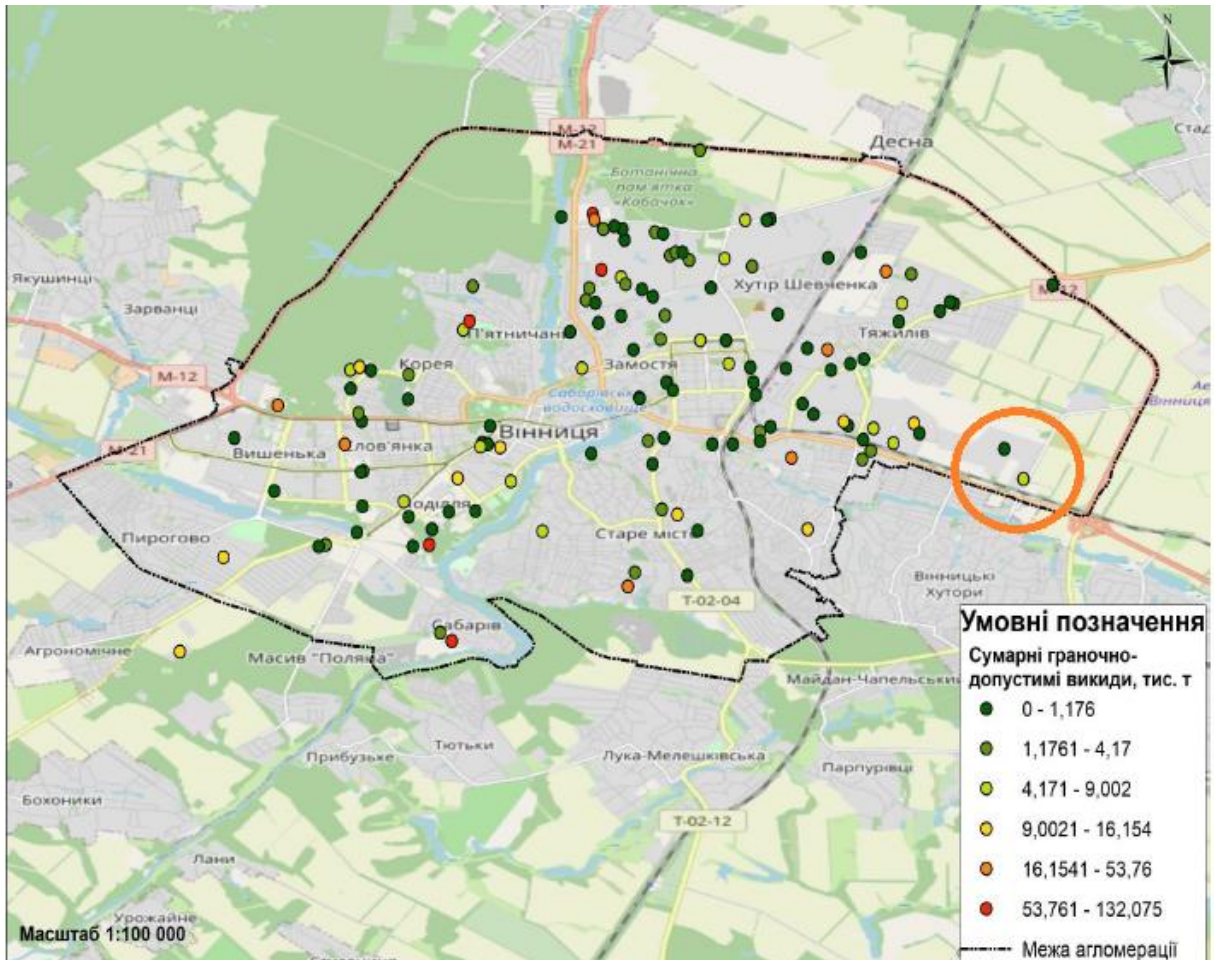 N
М-12
М-21
Десна
Стад
Ботанічна
пам'ятка
«Кабачок»
Якушинці
Зарванці
Хутір Шевченка
М-12
П'ятничани
Тяжилів
Корея
Замостя
М-12
Сабарівське
водосховище
Ае
Вінниця
Вінниця
М-21
Вишенька
Слов'янка
Поділля
Пирогово
Старе місто
Вінницькі
Хутори
Т-02-04
Сабарів
Агрономічне
Масив "Поляна"
Майдан-Чапельський
Прибузьке
Тютьки
Лука-Мелешківська
Парпурівці
Бохоники
Т-02-12
Лани
Урожайне
Масштаб 1:100 000
Умовні позначення
Сумарні граночно-
допустимі викиди, тис. т
0 - 1,176
1,1761 - 4,17
4,171 - 9,002
9,0021 - 16,154
16,1541 - 53,76
53,761 - 132,075
Межа агломерації